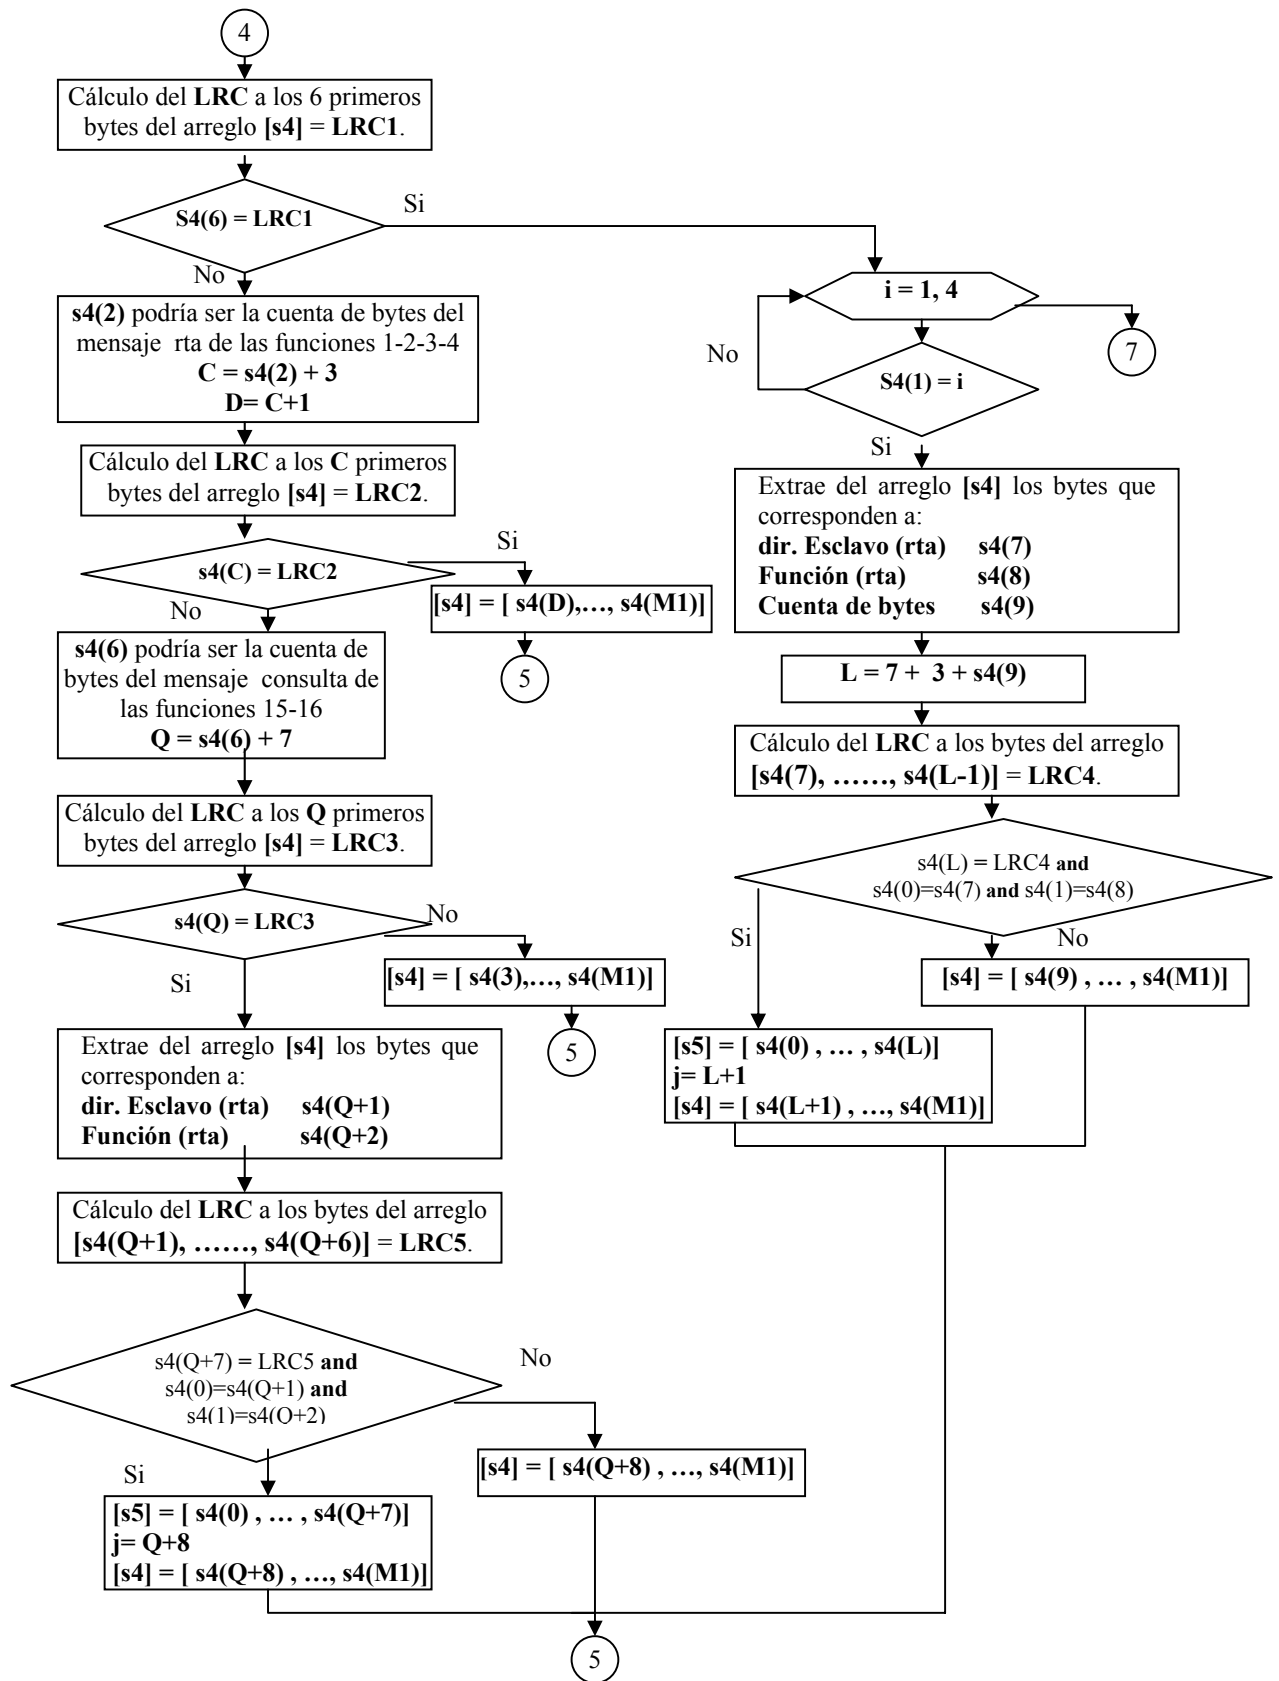 4
Cálculo del LRC a los 6 primeros
bytes del arreglo [s4] = LRC1.
S4(6) = LRC1
Si
No
s4(2) podría ser la cuenta de bytes del
mensaje rta de las funciones 1-2-3-4
C = s4(2) + 3
D= C+1
Cálculo del LRC a los C primeros
bytes del arreglo [s4] = LRC2.
s4(C) = LRC2
Si
No
[s4] = [ s4(D),…, s4(M1)]
5
s4(6) podría ser la cuenta de
bytes del mensaje consulta de
las funciones 15-16
Q = s4(6) + 7
Cálculo del LRC a los Q primeros
bytes del arreglo [s4] = LRC3.
s4(Q) = LRC3
No
Si
[s4] = [ s4(3),…, s4(M1)]
5
Extrae del arreglo [s4] los bytes que
corresponden a:
dir. Esclavo (rta) s4(Q+1)
Función (rta) s4(Q+2)
Cálculo del LRC a los bytes del arreglo
[s4(Q+1), ……, s4(Q+6)] = LRC5.
s4(Q+7) = LRC5 and
s4(0)=s4(Q+1) and
s4(1)=s4(Q+2)
No
Si
[s4] = [ s4(Q+8) , …, s4(M1)]
[s5] = [ s4(0) , … , s4(Q+7)]
j= Q+8
[s4] = [ s4(Q+8) , …, s4(M1)]
5
i = 1, 4
7
No
S4(1) = i
Si
Extrae del arreglo [s4] los bytes que
corresponden a:
dir. Esclavo (rta) s4(7)
Función (rta) s4(8)
Cuenta de bytes s4(9)
L = 7 + 3 + s4(9)
Cálculo del LRC a los bytes del arreglo
[s4(7), ……, s4(L-1)] = LRC4.
s4(L) = LRC4 and
s4(0)=s4(7) and s4(1)=s4(8)
Si
No
[s4] = [ s4(9) , … , s4(M1)]
[s5] = [ s4(0) , … , s4(L)]
j= L+1
[s4] = [ s4(L+1) , …, s4(M1)]